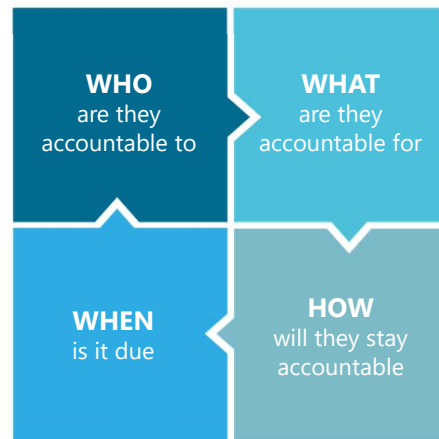 WHO
are they
accountable to
WHAT
are they
accountable for
HOW
will they stay
accountable
WHEN
is it due